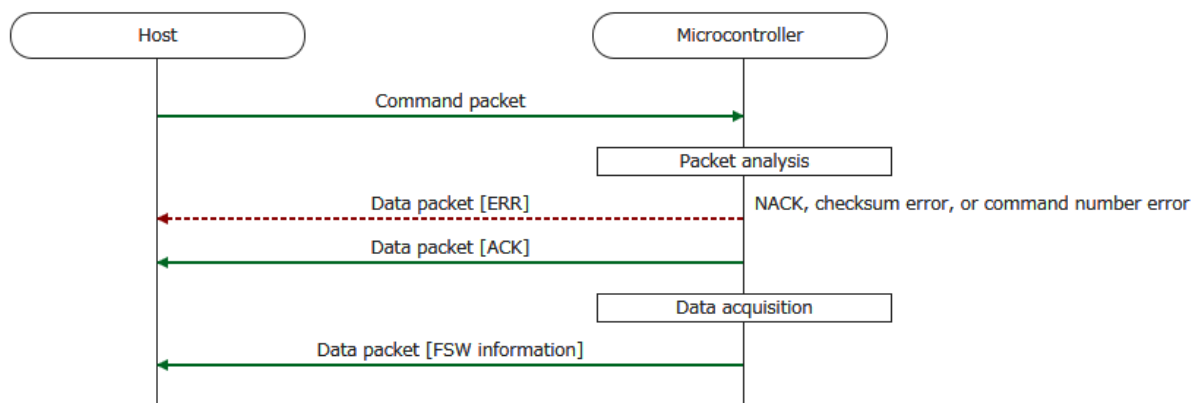 Host
Microcontroller
Command packet
Packet analysis
Data packet [ERR]
NACK, checksum error, or command number error
Data packet [ACK]
Data acquisition
Data packet [FSW information]